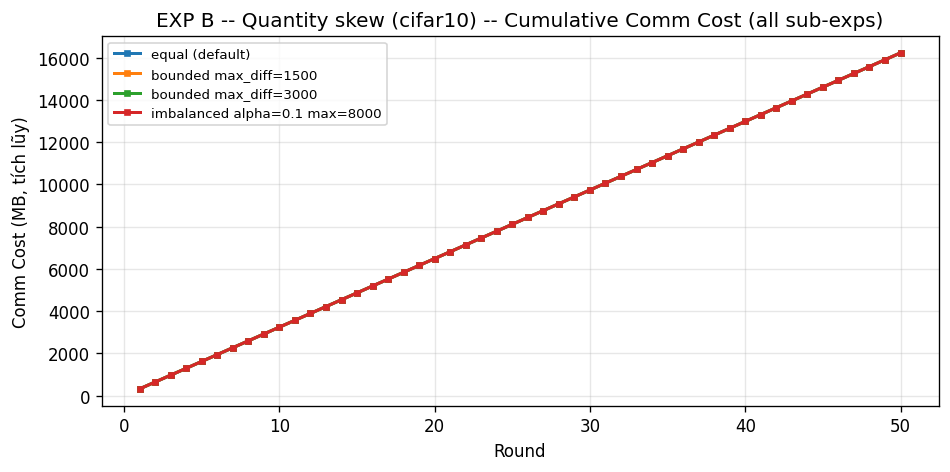 EXP B -- Quantity skew (cifar10) -- Cumulative Comm Cost (all sub-exps)
equal (default)
bounded max_diff=1500
bounded max_diff=3000
imbalanced alpha=0.1 max=8000
Comm Cost (MB, tích lũy)
16000
14000
12000
10000
8000
6000
4000
2000
0
0 10 20 30 40 50
Round